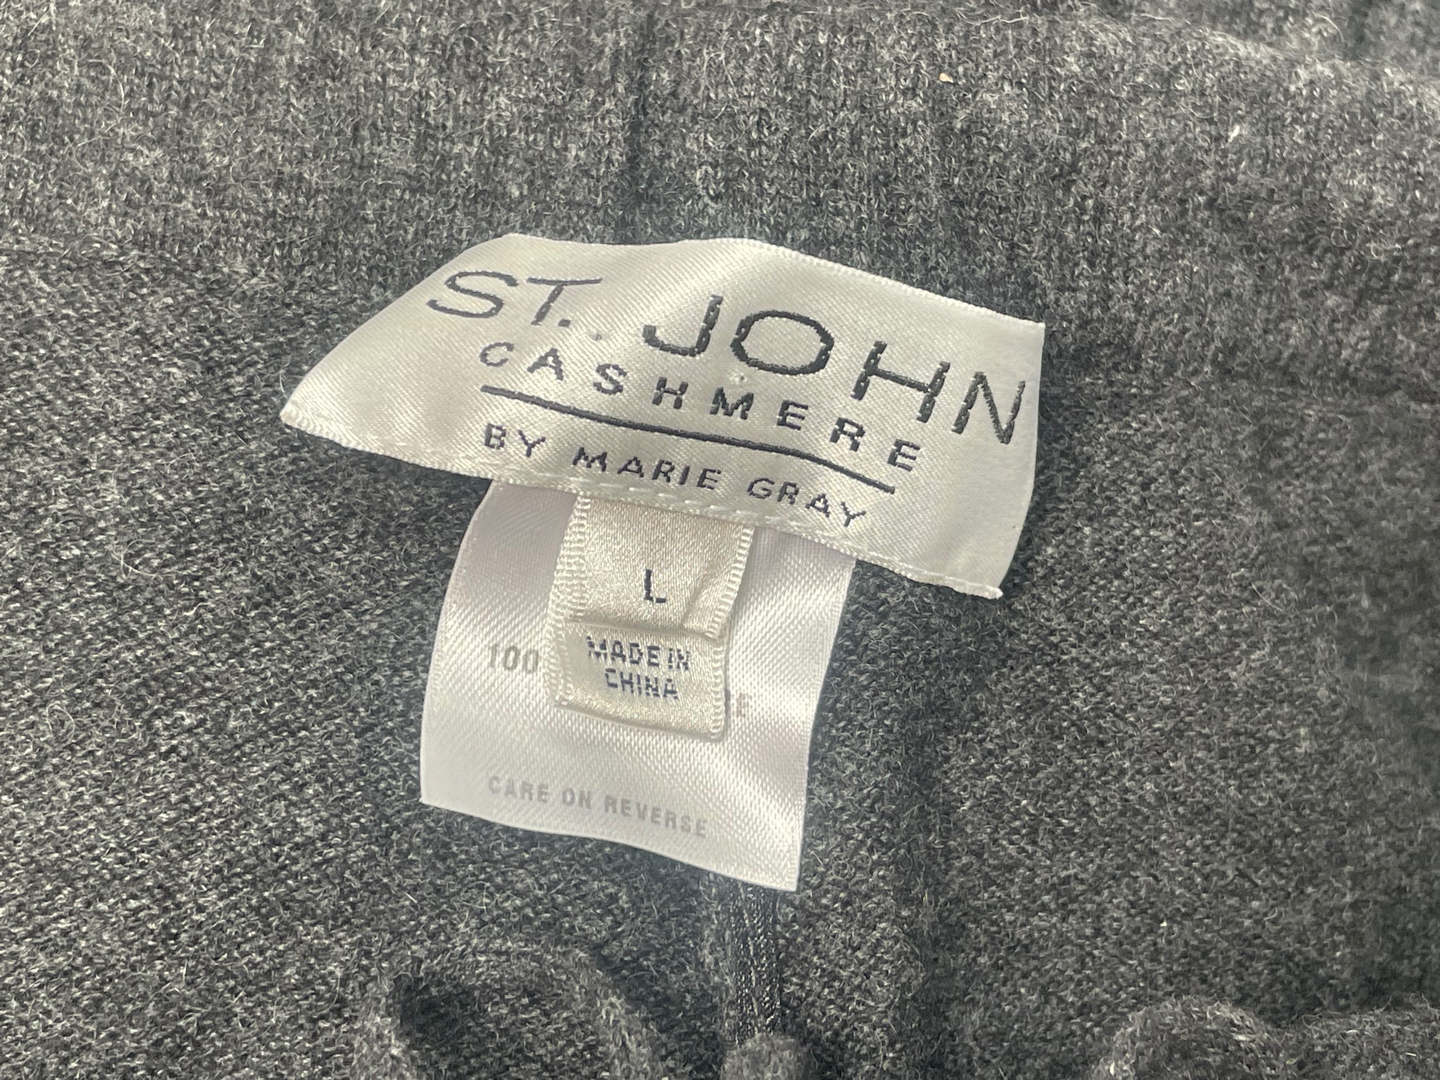 ST. JOHN
CASHMERE
BY MARIE GRAY
L
MADE IN
CHINA
100
CARE ON REVERSE